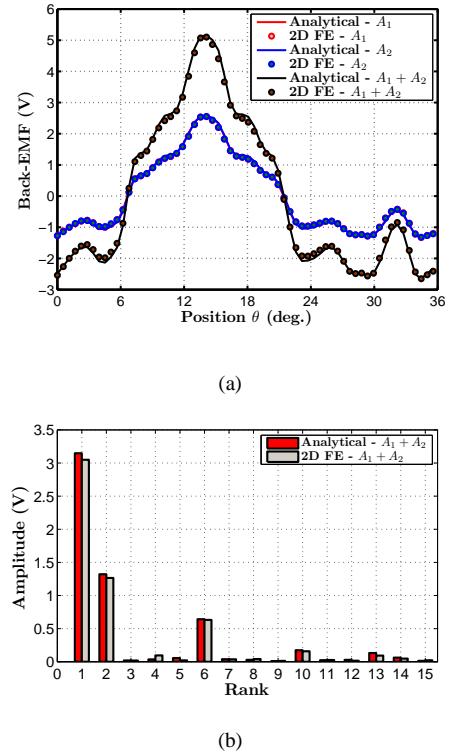 6
5
4
3
2
1
0
−1
−2
−3
Back-EMF (V)
Analytical - A₁
2D FE - A₁
Analytical - A₂
2D FE - A₂
Analytical - A₁ + A₂
2D FE - A₁ + A₂
0 6 12 18 24 30 36
Position θ (deg.)
(a)
3.5
3
2.5
2
1.5
1
0.5
0
Amplitude (V)
Analytical - A₁ + A₂
2D FE - A₁ + A₂
0 1 2 3 4 5 6 7 8 9 10 11 12 13 14 15
Rank
(b)